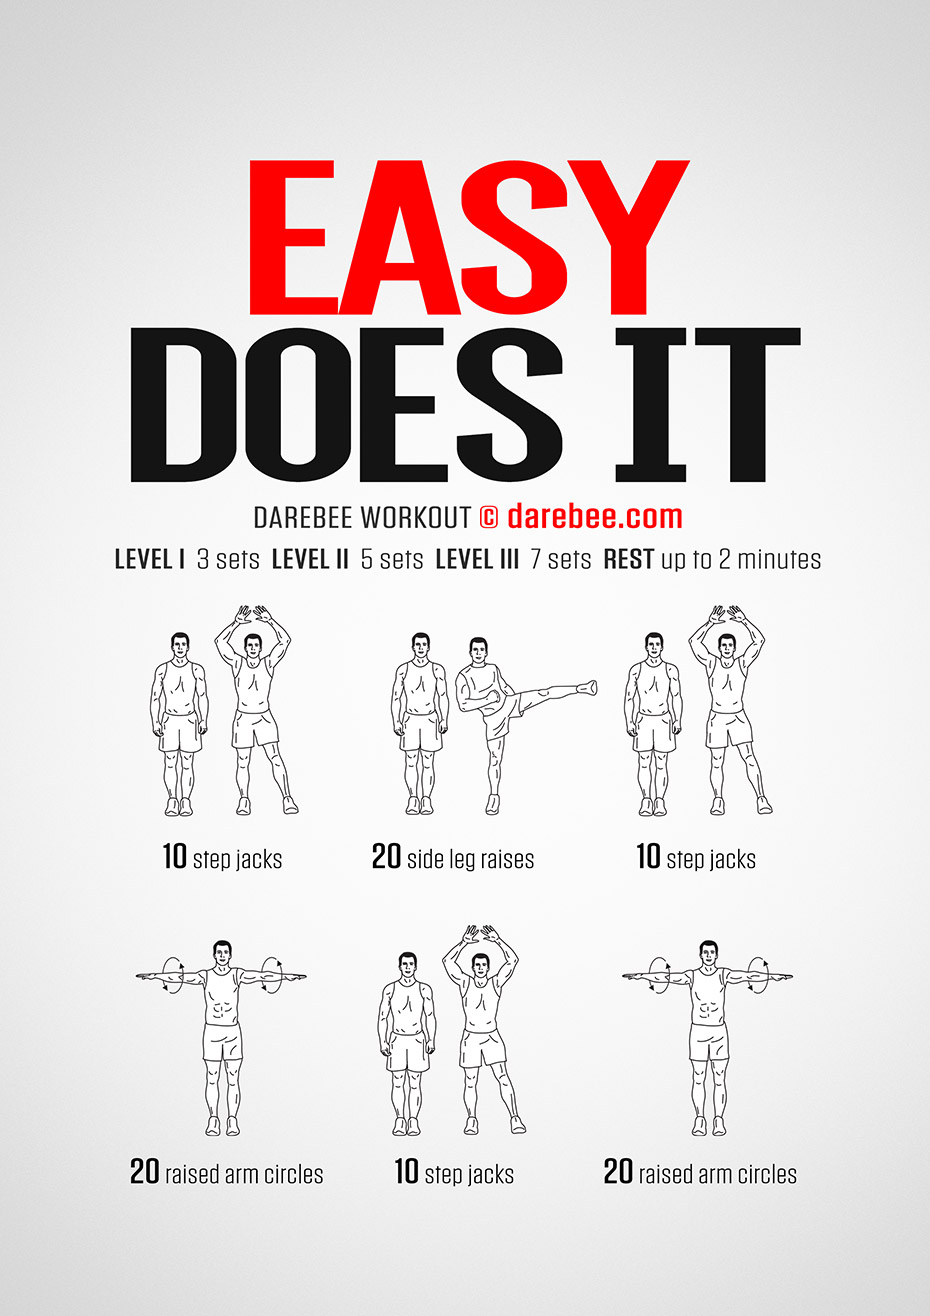 EASY
DOES IT
DAREBEE WORKOUT © darebee.com
LEVEL I 3 sets LEVEL II 5 sets LEVEL III 7 sets REST up to 2 minutes
10 step jacks
20 side leg raises
10 step jacks
20 raised arm circles
10 step jacks
20 raised arm circles